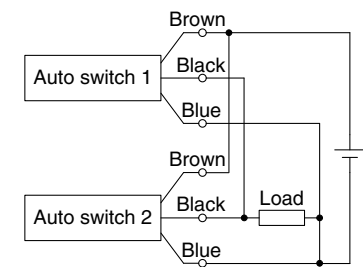 Brown
Auto switch 1
Black
Blue
Brown
Auto switch 2
Black
Load
Blue